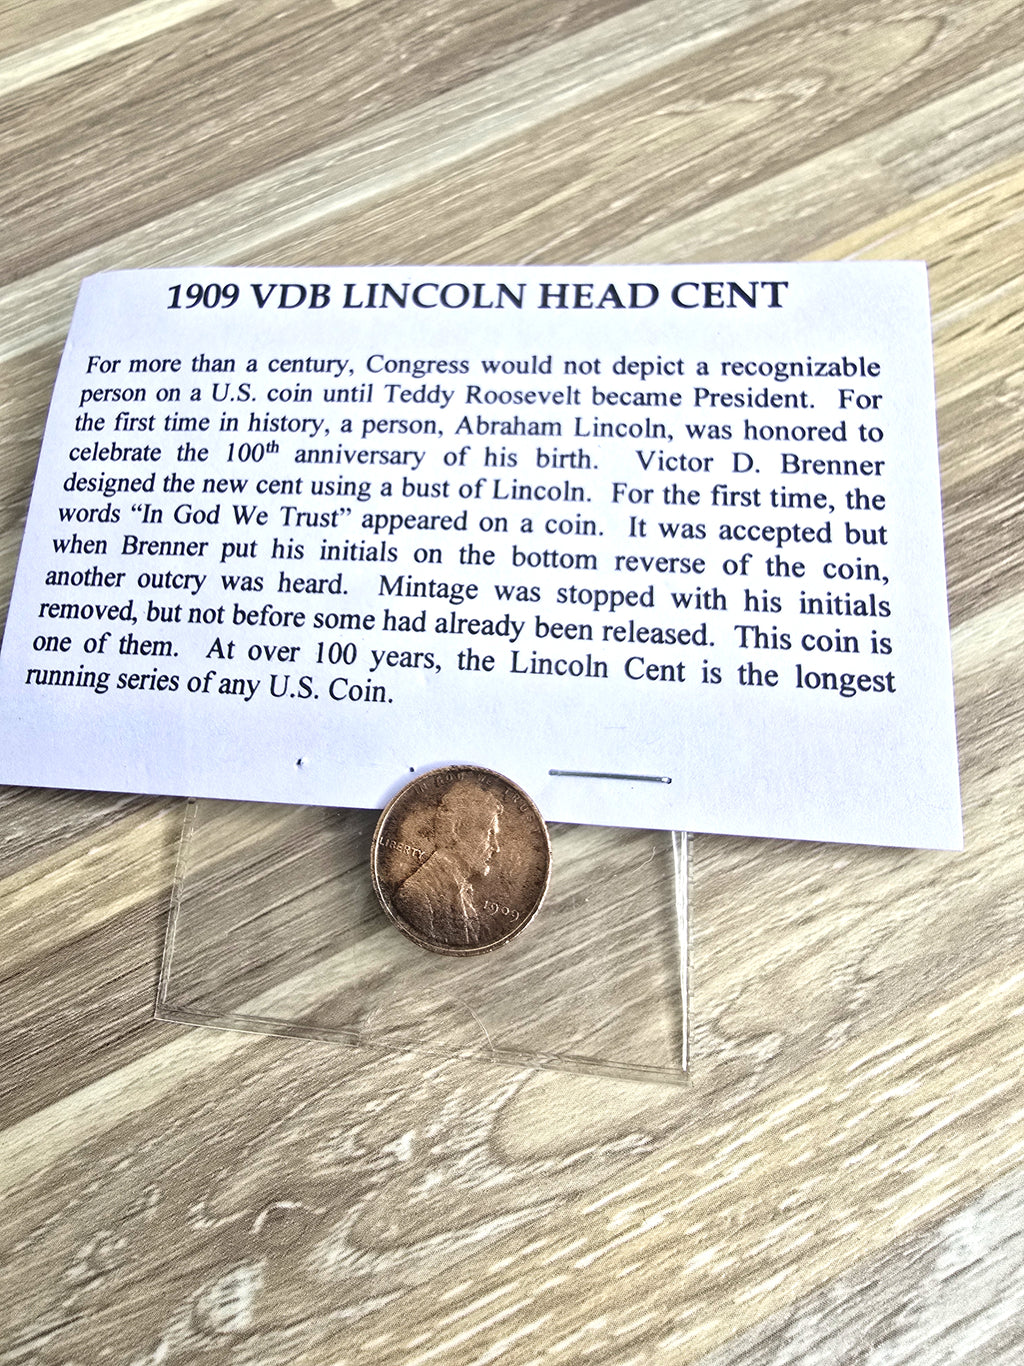 1909 VDB LINCOLN HEAD CENT
For more than a century, Congress would not depict a recognizable
person on a U.S. coin until Teddy Roosevelt became President. For
the first time in history, a person, Abraham Lincoln, was honored to
celebrate the 100th anniversary of his birth. Victor D. Brenner
designed the new cent using a bust of Lincoln. For the first time, the
words “In God We Trust” appeared on a coin. It was accepted but
when Brenner put his initials on the bottom reverse of the coin,
another outcry was heard. Mintage was stopped with his initials
removed, but not before some had already been released. This coin is
one of them. At over 100 years, the Lincoln Cent is the longest
running series of any U.S. Coin.
IN GOD WE TRUST
LIBERTY
1909